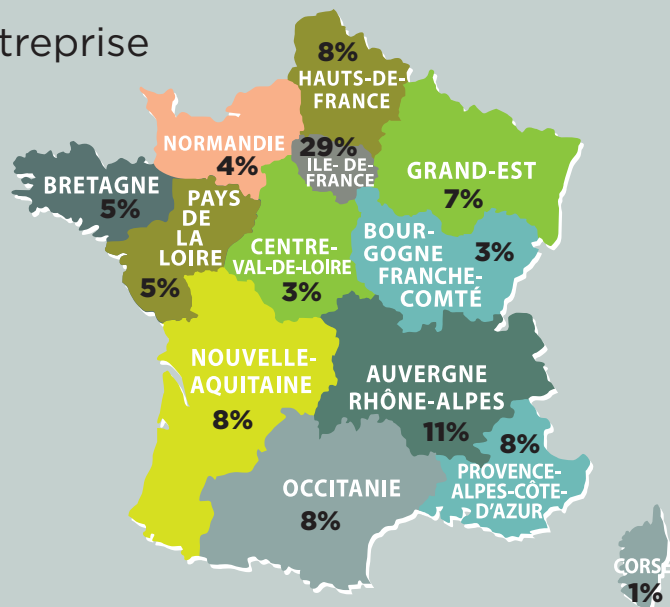 treprise
8%
HAUTS-DE-
FRANCE
NORMANDIE
4%
29%
ILE- DE-
FRANCE
GRAND-EST
7%
BRETAGNE
5%
PAYS
DE
LA
LOIRE
5%
CENTRE-
VAL-DE-LOIRE
3%
BOUR-
GOGNE
FRANCHE-
COMTÉ
3%
NOUVELLE-
AQUITAINE
8%
AUVERGNE
RHÔNE-ALPES
11%
8%
PROVENCE-
ALPES-CÔTE-
D'AZUR
OCCITANIE
8%
CORSE
1%